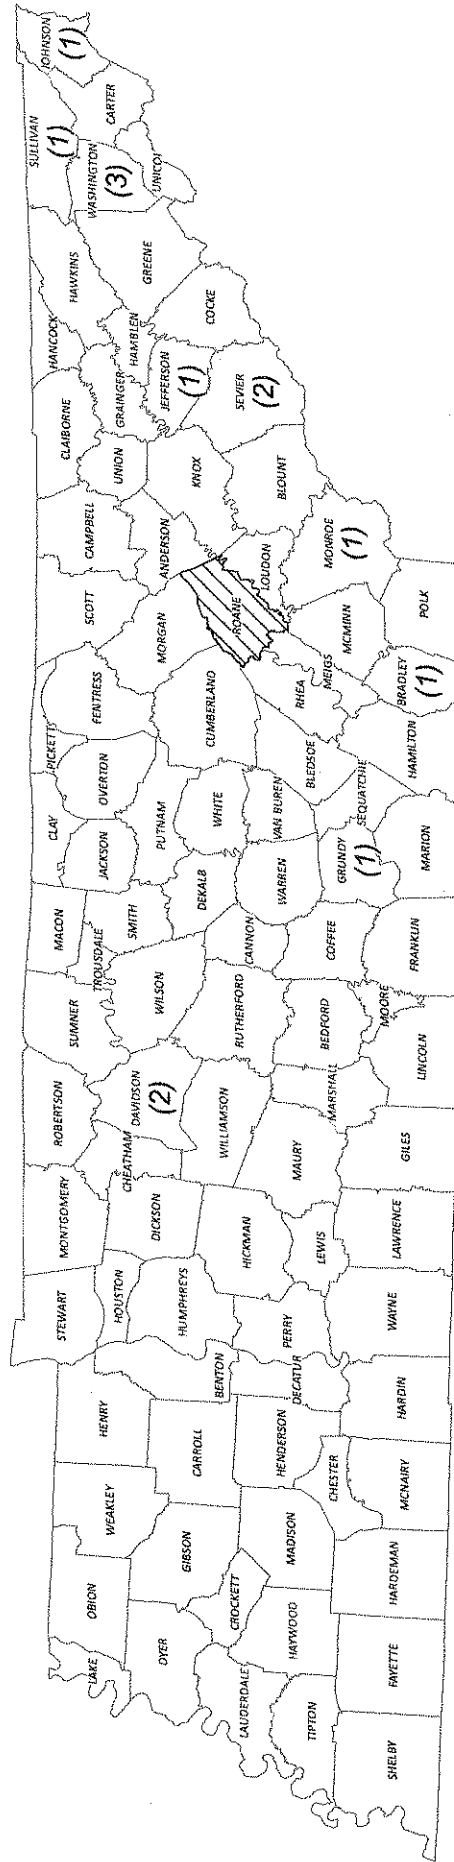 LAKE
OBION
WEAKLEY
HENRY
STEWART
MONTGOMERY
ROBERTSON
SUMNER
MACON
CLAY
PICKETT
FENTRESS
SCOTT
CAMPBELL
CLAIBORNE
HANCOCK
HAWKINS
SULLIVAN
(1)
JOHNSON
(1)
DYER
GIBSON
CARROLL
BENTON
HOUSTON
HUMPHREYS
DICKSON
CHEATHAM
DAVIDSON
(2)
WILSON
TROUSDALE
SMITH
JACKSON
OVERTON
PUTNAM
MORGAN
ANDERSON
UNION
GRAINGER
HAMBLEN
GREENE
WASHINGTON
(3)
UNICOI
CARTER
LAUDERDALE
CROCKETT
HAYWOOD
MADISON
HENDERSON
DECATUR
PERRY
HICKMAN
WILLIAMSON
RUTHERFORD
CANNON
DEKALB
WHITE
CUMBERLAND
ROANE
LOUDON
KNOX
JEFFERSON
(1)
SEVIER
(2)
COCKE
TIPTON
CHESTER
LEWIS
MAURY
MARSHALL
BEDFORD
COFFEE
WARREN
VAN BUREN
BLEDSOE
RHEA
MEIGS
MCMINN
MONROE
(1)
BLOUNT
SHELBY
FAYETTE
HARDEMAN
MCNAIRY
HARDIN
WAYNE
LAWRENCE
GILES
LINCOLN
MOORE
FRANKLIN
GRUNDY
(1)
SEQUATCHIE
MARION
HAMILTON
BRADLEY
(1)
POLK